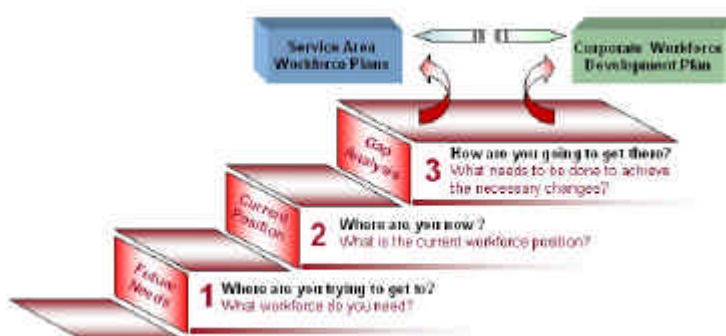 Service Area
Workforce Plans
Corporate Workforce
Development Plan
Gap
Analysis
3
How are you going to get there?
What needs to be done to achieve
the necessary changes?
Current
Position
2
Where are you now ?
What is the current workforce position?
Future
Needs
1
Where are you trying to get to?
What workforce do you need?